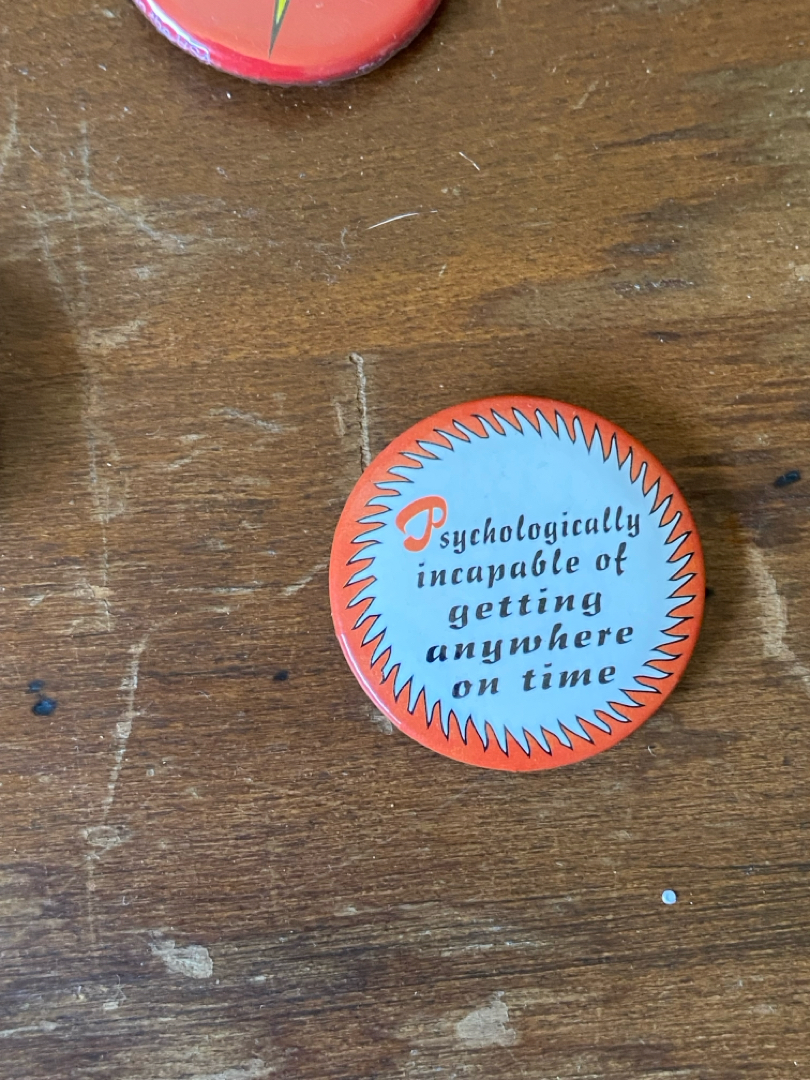 Psychologically
incapable of
getting
anywhere
on time